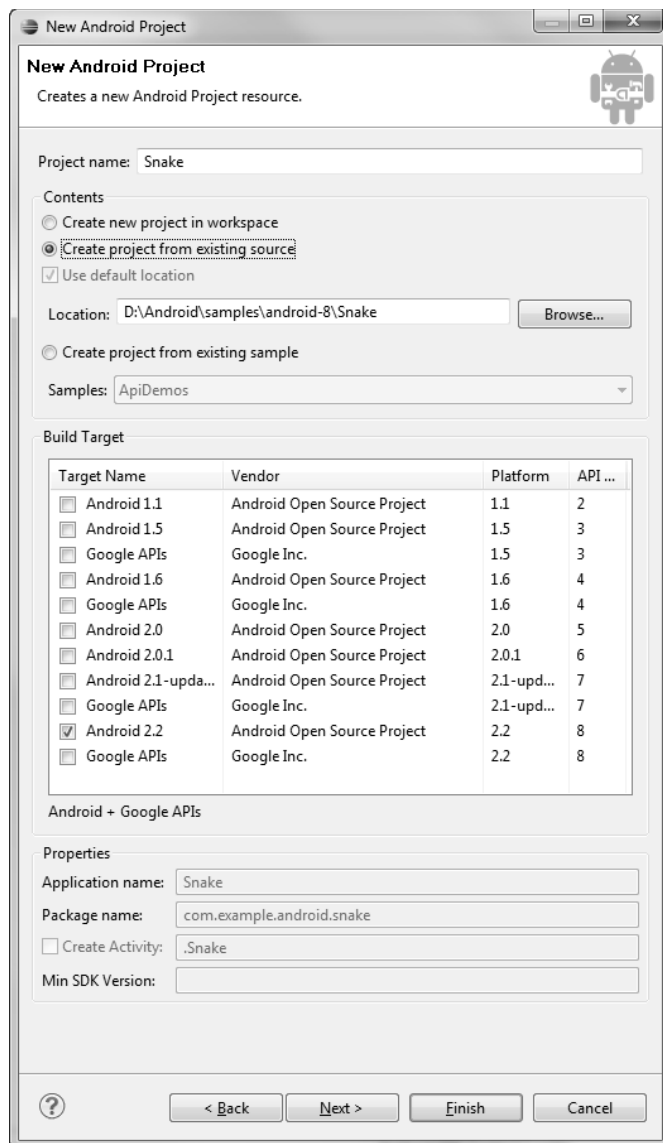 New Android Project
New Android Project
Creates a new Android Project resource.
Project name: Snake
Contents
Create new project in workspace
Create project from existing source
Use default location
Location: D:\Android\samples\android-8\Snake Browse...
Create project from existing sample
Samples: ApiDemos
Build Target
Target Name Vendor Platform API ...
Android 1.1 Android Open Source Project 1.1 2
Android 1.5 Android Open Source Project 1.5 3
Google APIs Google Inc. 1.5 3
Android 1.6 Android Open Source Project 1.6 4
Google APIs Google Inc. 1.6 4
Android 2.0 Android Open Source Project 2.0 5
Android 2.0.1 Android Open Source Project 2.0.1 6
Android 2.1-upda... Android Open Source Project 2.1-upd... 7
Google APIs Google Inc. 2.1-upd... 7
Android 2.2 Android Open Source Project 2.2 8
Google APIs Google Inc. 2.2 8
Android + Google APIs
Properties
Application name: Snake
Package name: com.example.android.snake
Create Activity: .Snake
Min SDK Version:
? < Back Next > Finish Cancel